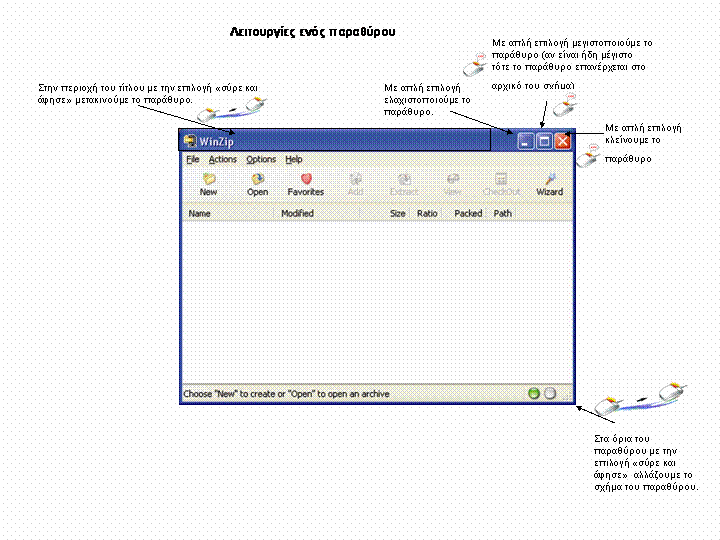 Λειτουργίες ενός παραθύρου
Με απλή επιλογή μεγιστοποιούμε το
παράθυρο (αν είναι ήδη μέγιστο
τότε το παράθυρο επανέρχεται στο
αρχικό του σχήμα)
Στην περιοχή του τίτλου με την επιλογή «σύρε και
άφησε» μετακινούμε το παράθυρο.
Με απλή επιλογή
ελαχιστοποιούμε το
παράθυρο.
Με απλή επιλογή
κλείνουμε το
παράθυρο
WinZip
File Actions Options Help
New Open Favorites Add Extract View CheckOut Wizard
Name Modified Size Ratio Packed Path
Choose "New" to create or "Open" to open an archive
Στα όρια του
παραθύρου με την
επιλογή «σύρε και
άφησε» αλλάζουμε το
σχήμα του παραθύρου.